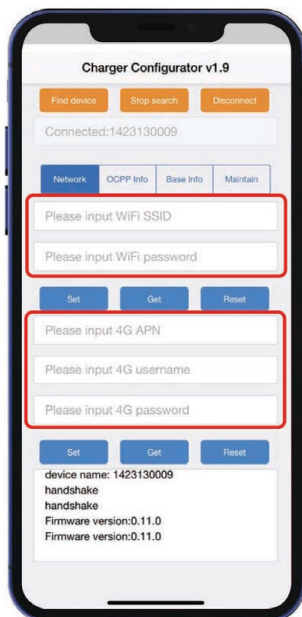 Charger Configurator v1.9
Find device Stop search Disconnect
Connected:1423130009
Network OCPP Info Base Info Maintain
Please input WiFi SSID
Please input WiFi password
Set Get Reset
Please input 4G APN
Please input 4G username
Please input 4G password
Set Get Reset
device name: 1423130009
handshake
handshake
Firmware version:0.11.0
Firmware version:0.11.0